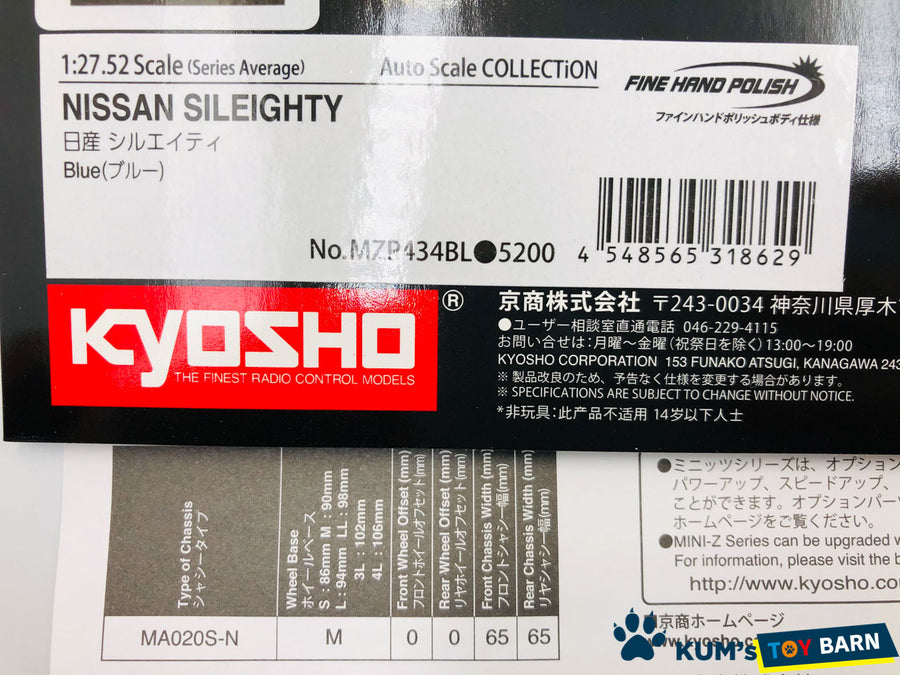 1:27.52 Scale (Series Average)
Auto Scale COLLECTiON
FINE HAND POLISH
ファインハンドポリッシュボディ仕様
NISSAN SILEIGHTY
日産 シルエイティ
Blue(ブルー)
No.MZP434BL●5200
4 548565 318629
KYOSHO ®
THE FINEST RADIO CONTROL MODELS
京商株式会社 〒243-0034 神奈川県厚木
●ユーザー相談室直通電話 046-229-4115
お問い合せは:月曜〜金曜(祝祭日を除く)13:00〜19:00
KYOSHO CORPORATION 153 FUNAKO ATSUGI, KANAGAWA 243
※ 製品改良のため、予告なく仕様を変更する場合があります。
※ SPECIFICATIONS ARE SUBJECT TO CHANGE WITHOUT NOTICE.
*非玩具:此产品不适用 14岁以下人士
Type of Chassis
シャシータイプ
Wheel Base
ホイールベース
S : 86mm M : 90mm
L : 94mm LL : 98mm
3L : 102mm
4L : 106mm
Front Wheel Offset (mm)
フロントホイールオフセット(mm)
Rear Wheel Offset (mm)
リヤホイールオフセット(mm)
Front Chassis Width (mm)
フロントシャシー幅(mm)
Rear Chassis Width (mm)
リヤシャシー幅(mm)
MA020S-N M 0 0 65 65
●ミニッツシリーズは、オプション
パワーアップ、スピードアップ、
ことができます。オプションパー
ホームページをご覧ください。
●MINI-Z Series can be upgraded w
For information, please visit the b
http://www.kyosho.co
京商ホームページ
www.kyosho.c
KUM's TOY BARN